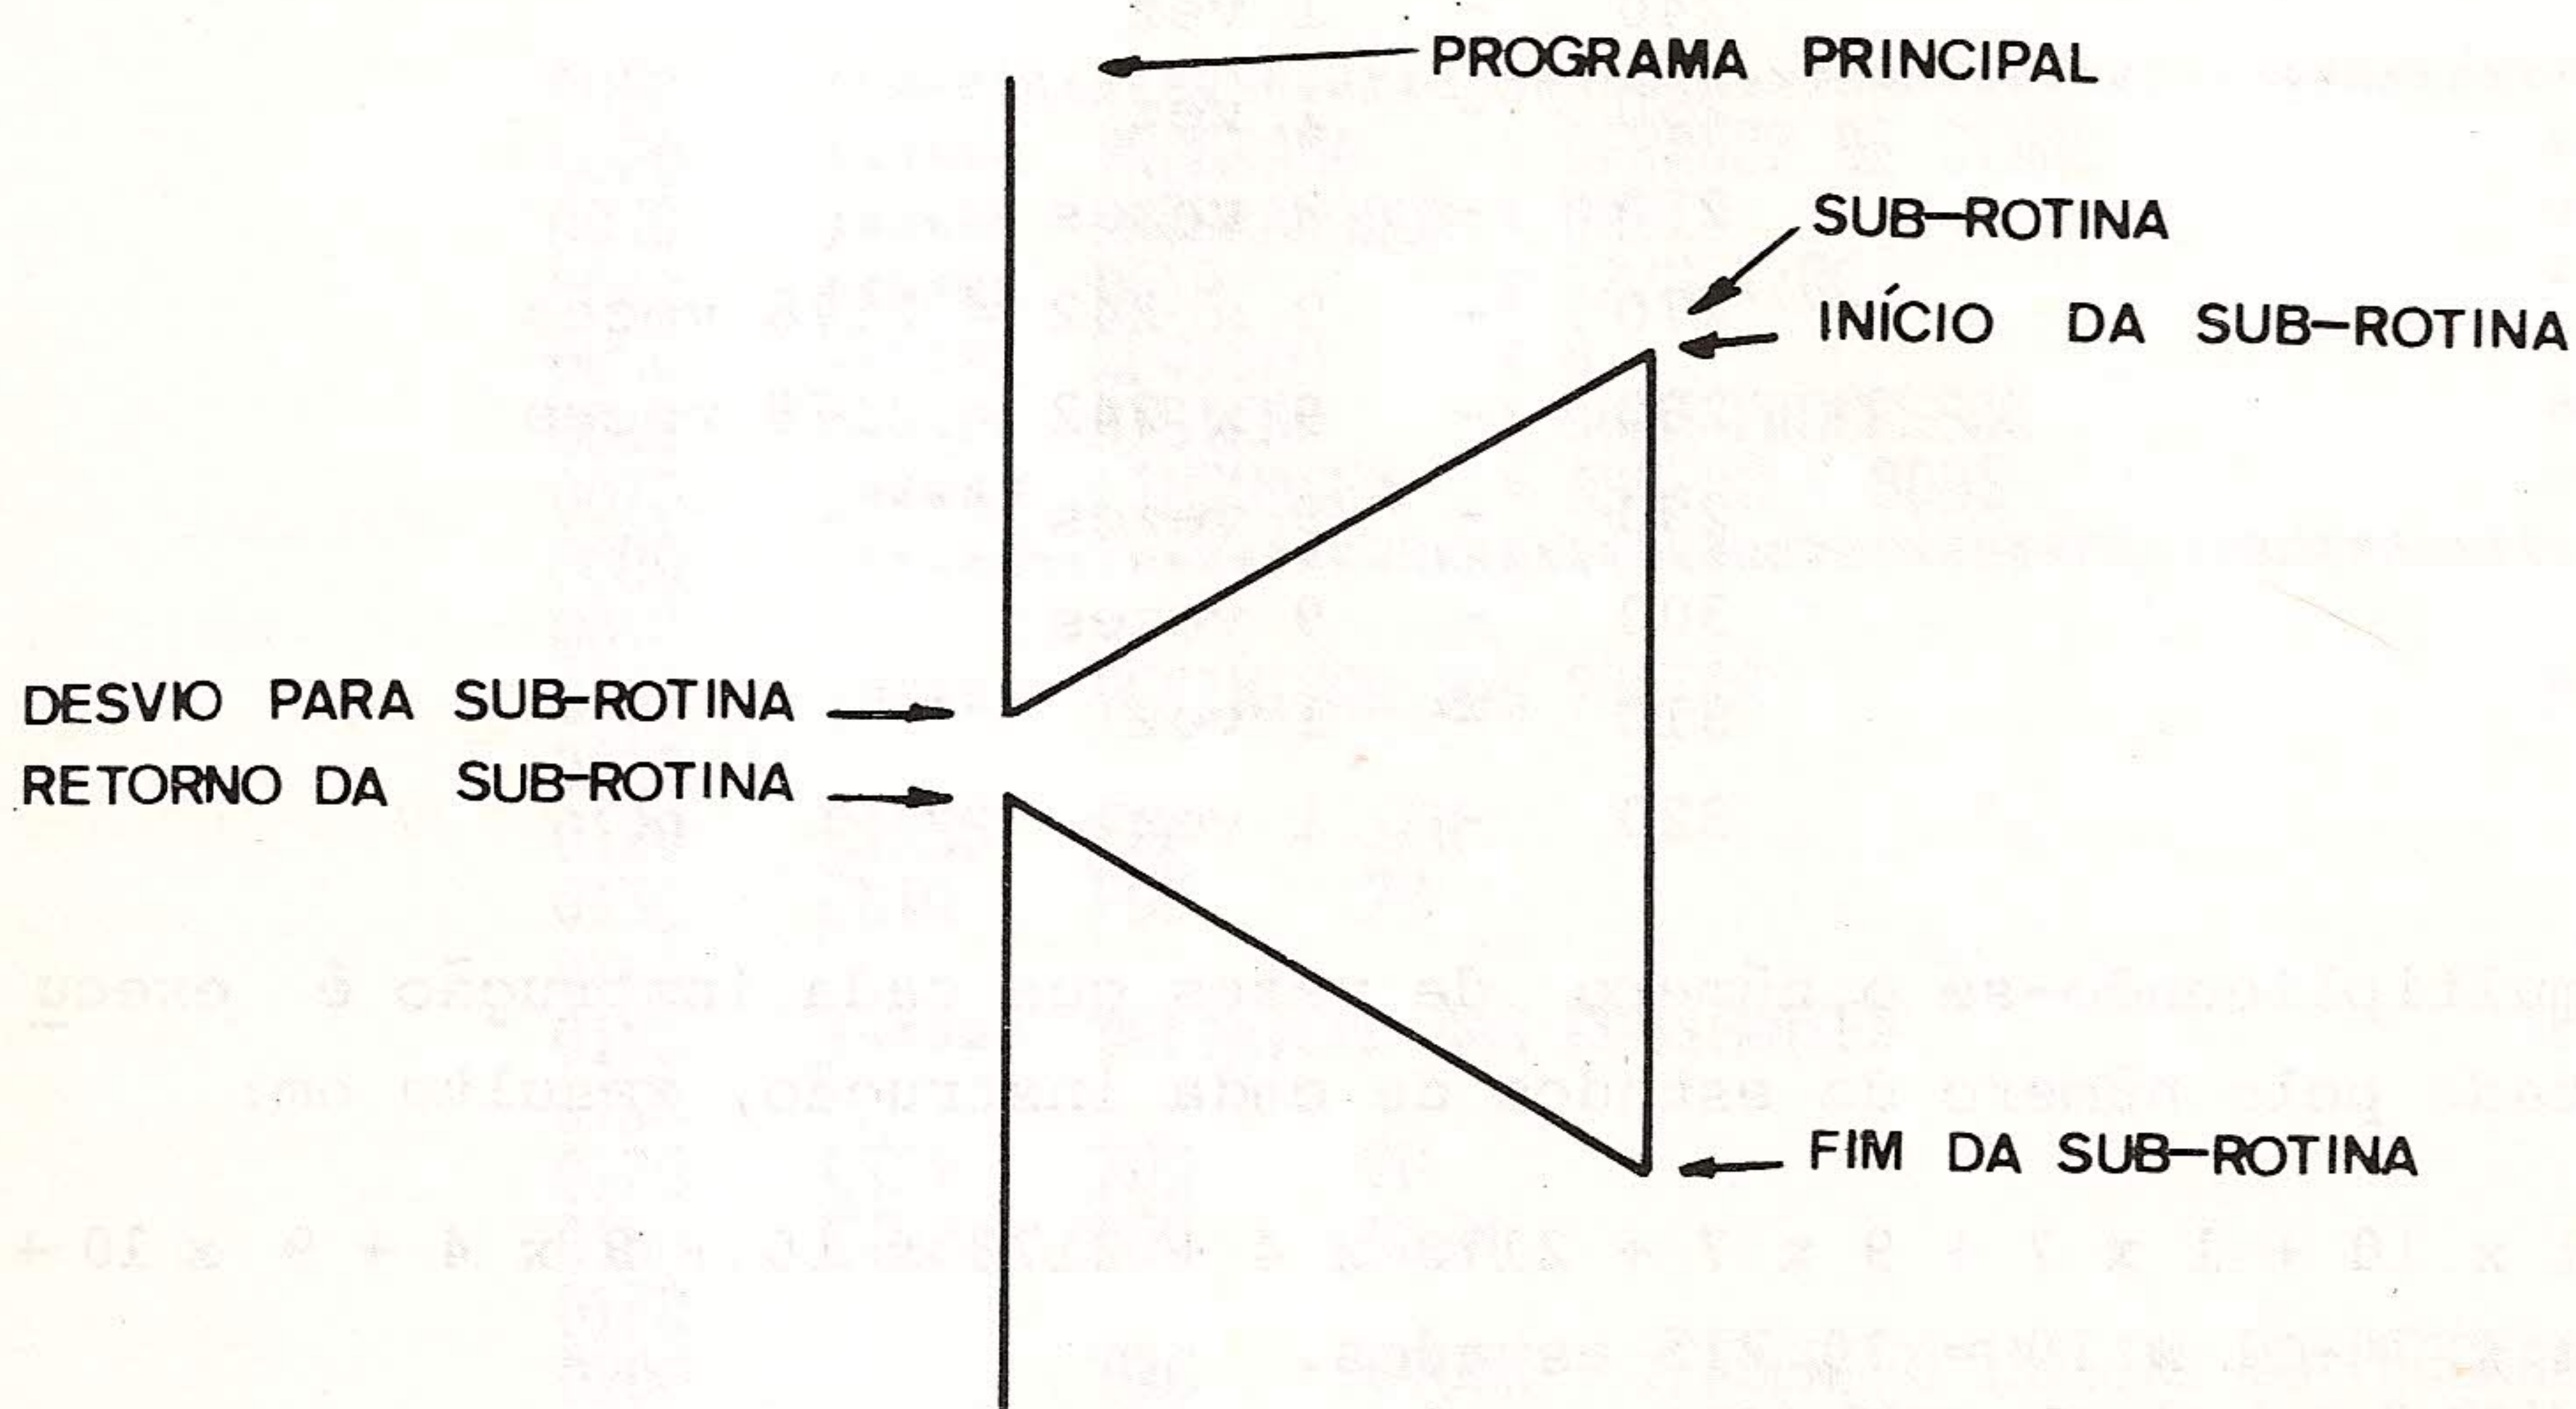 PROGRAMA PRINCIPAL
SUB-ROTINA
INÍCIO DA SUB-ROTINA
DESVIO PARA SUB-ROTINA
RETORNO DA SUB-ROTINA
FIM DA SUB-ROTINA